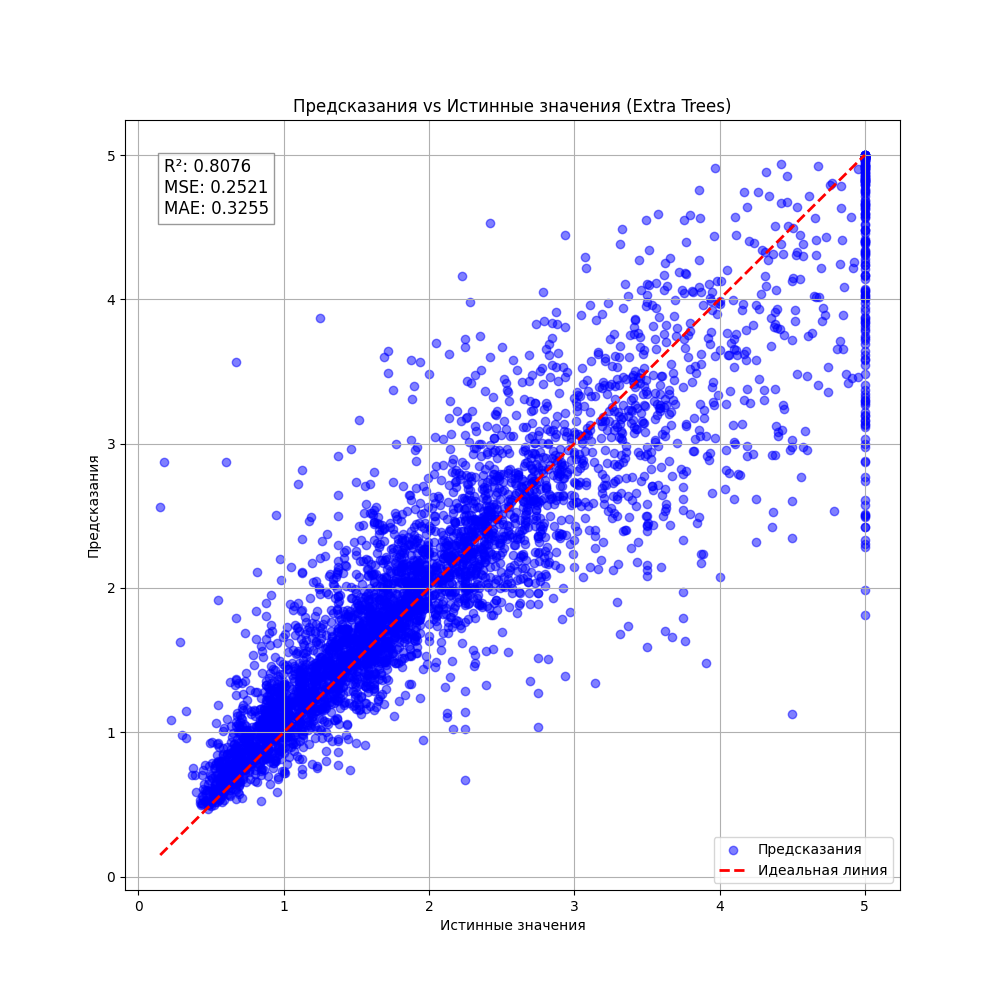 Предсказания vs Истинные значения (Extra Trees)
R²: 0.8076
MSE: 0.2521
MAE: 0.3255
5
4
3
2
1
0
Предсказания
Предсказания
Идеальная линия
0 1 2 3 4 5
Истинные значения